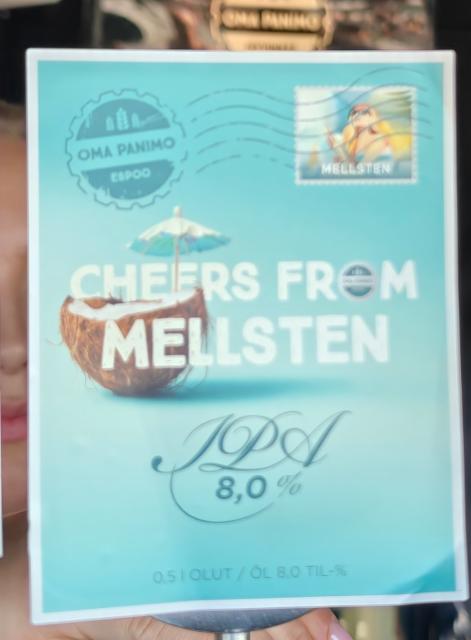 OMA PANIMO
OMA PANIMO
ESPOO
MELLSTEN
CHEERS FROM
MELLSTEN
IPA
8,0 %
0,5 l OLUT / ÖL 8,0 TIL-%